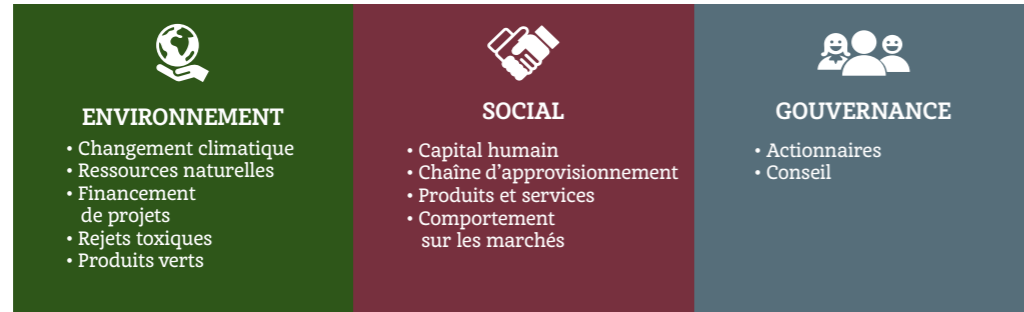 ENVIRONNEMENT
• Changement climatique
• Ressources naturelles
• Financement
de projets
• Rejets toxiques
• Produits verts
SOCIAL
• Capital humain
• Chaîne d’approvisionnement
• Produits et services
• Comportement
sur les marchés
GOUVERNANCE
• Actionnaires
• Conseil